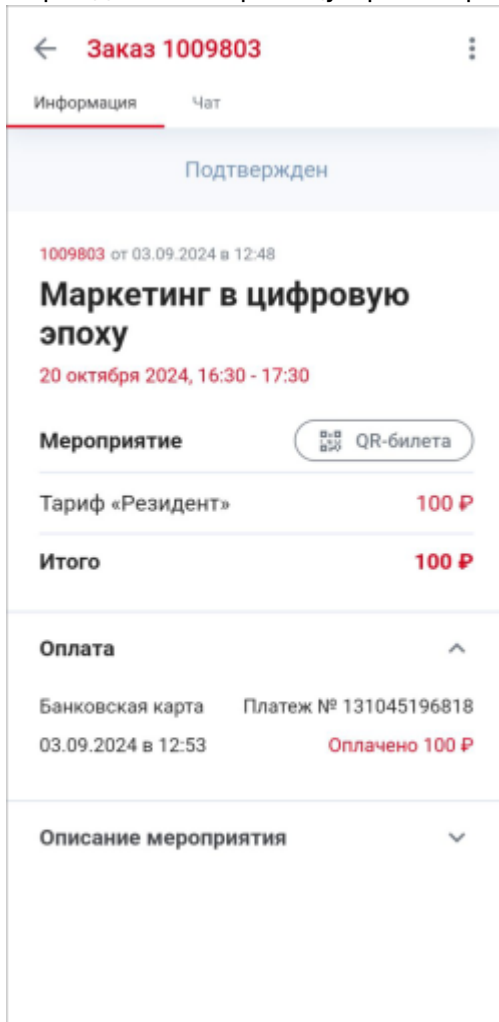 Заказ 1009803
Информация Чат
Подтвержден
1009803 от 03.09.2024 в 12:48
Маркетинг в цифровую
эпоху
20 октября 2024, 16:30 - 17:30
Мероприятие QR-билета
Тариф «Резидент» 100 ₽
Итого 100 ₽
Оплата
Банковская карта Платеж № 131045196818
03.09.2024 в 12:53 Оплачено 100 ₽
Описание мероприятия